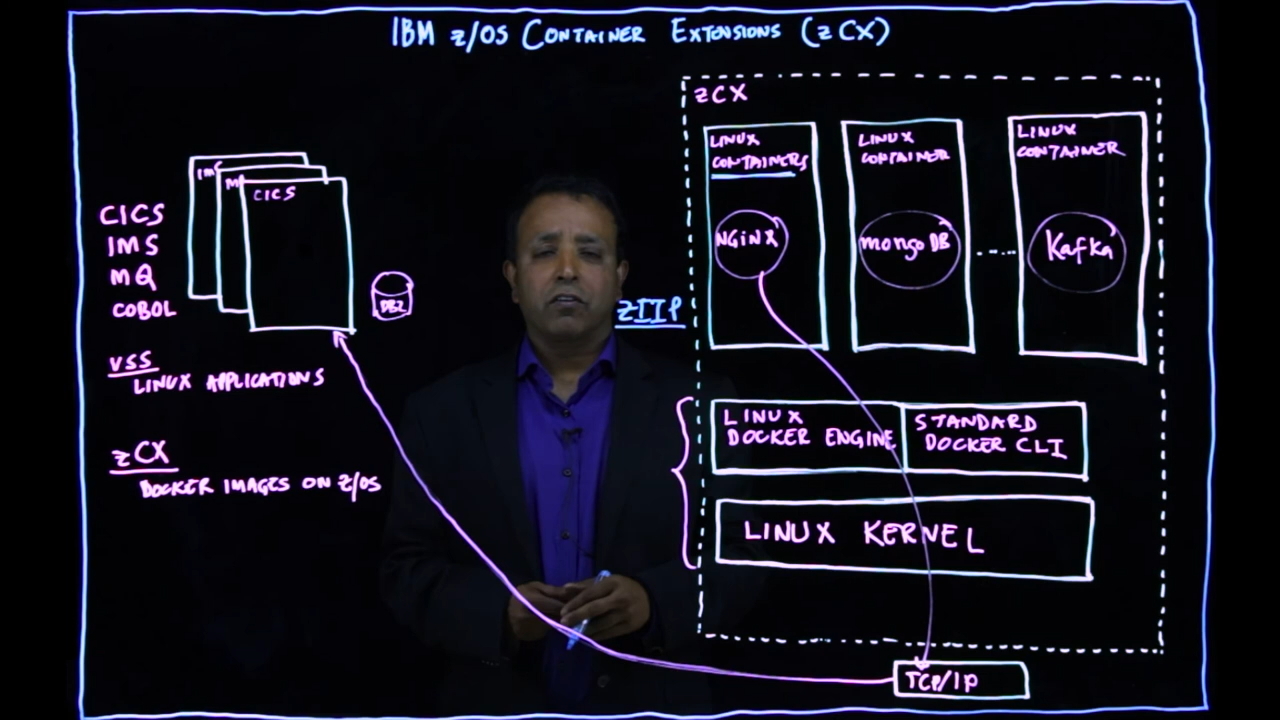 IBM z/OS CONTAINER EXTENSIONS (zCX)
IMS
M
CICS
CICS
IMS
MQ
COBOL
DB2
VSS
LINUX APPLICATIONS
zCX
DOCKER IMAGES ON Z/OS
ZIIP
zCX
LINUX
CONTAINERS
NGiNX
LINUX
CONTAINER
mongoDB
LINUX
CONTAINER
Kafka
LINUX
DOCKER ENGINE
STANDARD
DOCKER CLI
LINUX KERNEL
TCP/IP